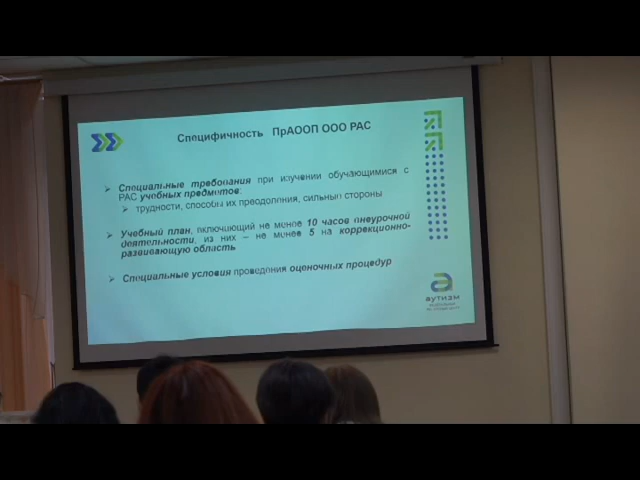 Специфичность ПрАООП ООО РАС
Специальные требования при изучении обучающимися с
РАС учебных предметов:
трудности, способы их преодоления, сильные стороны
Учебный план, включающий не менее 10 часов внеурочной
деятельности, из них – не менее 5 на коррекционно-
развивающую область
Специальные условия проведения оценочных процедур
аутизм